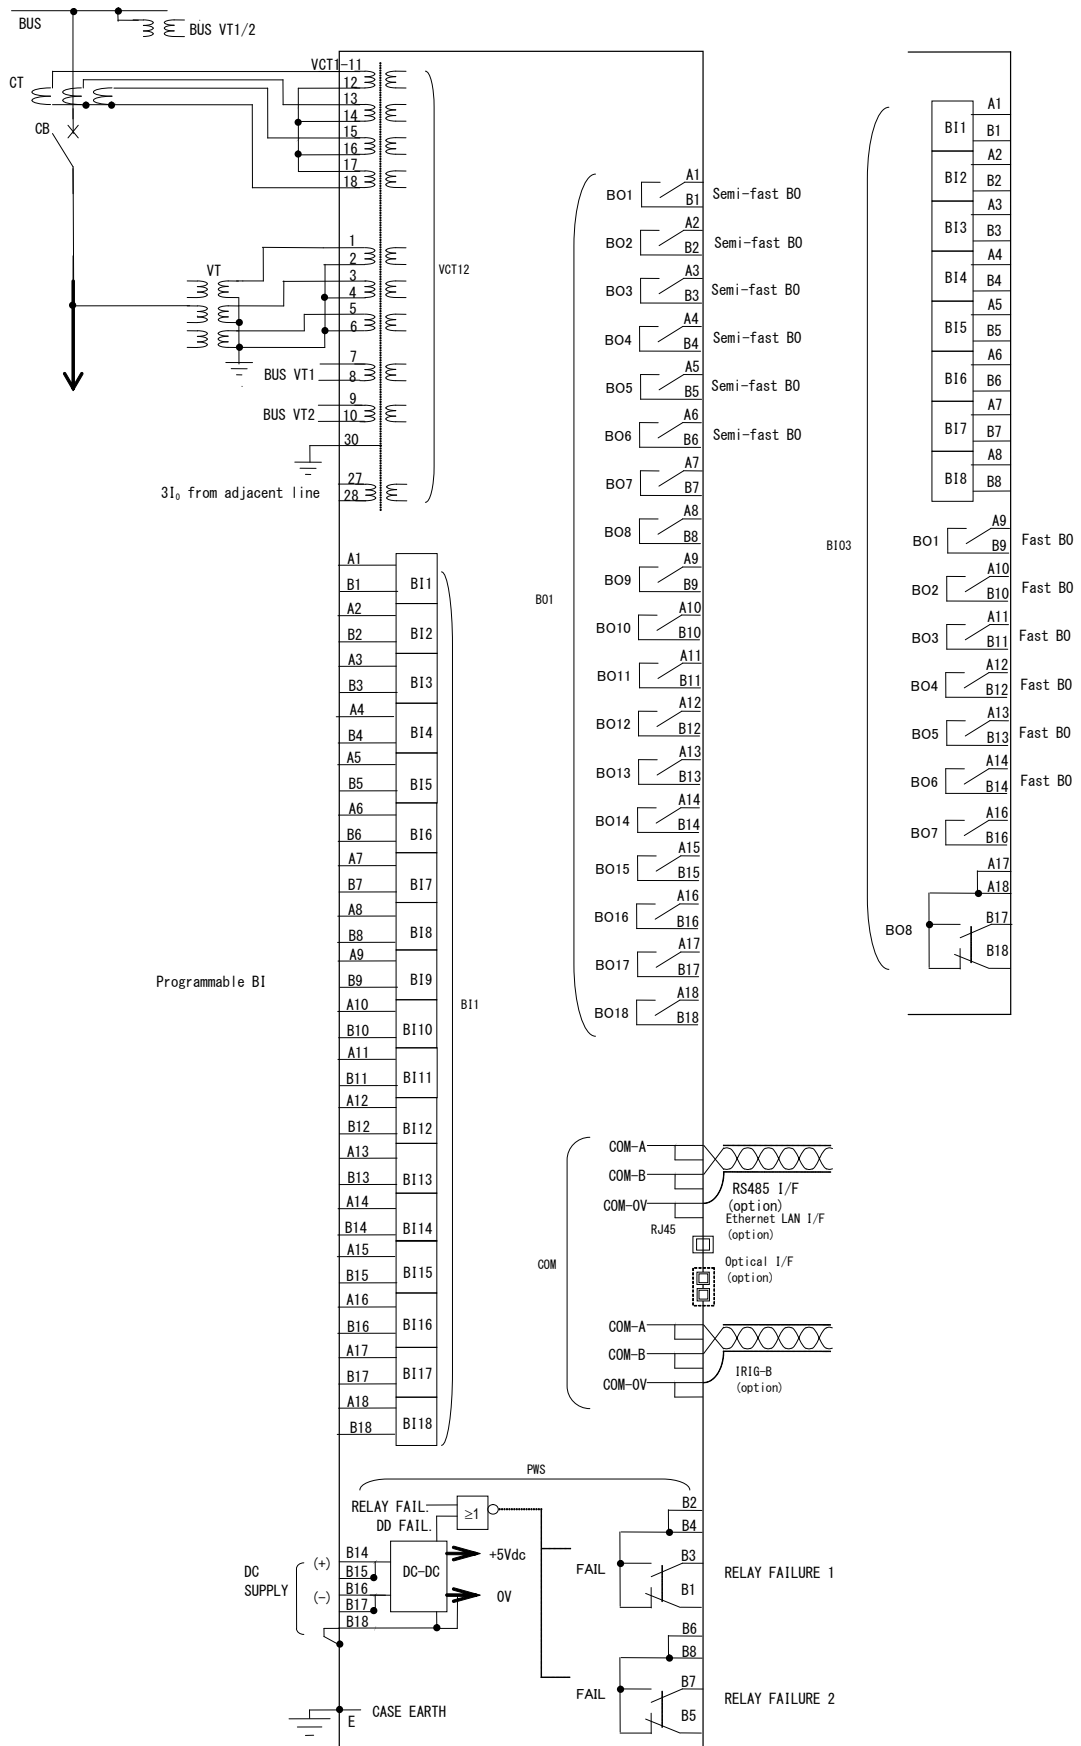 BUS
BUS VT1/2
CT
CB
VCT1-11
12
13
14
15
16
17
18
VT
1
2
3
4
5
6
VCT12
7
BUS VT1
8
9
BUS VT2
10
30
27
3I₀ from adjacent line
28
Programmable BI
A1
B1
BI1
A2
B2
BI2
A3
B3
BI3
A4
B4
BI4
A5
B5
BI5
A6
B6
BI6
A7
B7
BI7
A8
B8
BI8
A9
B9
BI9
A10
B10
BI10
A11
B11
BI11
A12
B12
BI12
A13
B13
BI13
A14
B14
BI14
A15
B15
BI15
A16
B16
BI16
A17
B17
BI17
A18
B18
BI18
BI1
BO1
BO1
A1
B1
Semi-fast BO
BO2
A2
B2
Semi-fast BO
BO3
A3
B3
Semi-fast BO
BO4
A4
B4
Semi-fast BO
BO5
A5
B5
Semi-fast BO
BO6
A6
B6
Semi-fast BO
BO7
A7
B7
BO8
A8
B8
BO9
A9
B9
BO10
A10
B10
BO11
A11
B11
BO12
A12
B12
BO13
A13
B13
BO14
A14
B14
BO15
A15
B15
BO16
A16
B16
BO17
A17
B17
BO18
A18
B18
BIO3
BI1
A1
B1
BI2
A2
B2
BI3
A3
B3
BI4
A4
B4
BI5
A5
B5
BI6
A6
B6
BI7
A7
B7
BI8
A8
B8
BO1
A9
B9
Fast BO
BO2
A10
B10
Fast BO
BO3
A11
B11
Fast BO
BO4
A12
B12
Fast BO
BO5
A13
B13
Fast BO
BO6
A14
B14
Fast BO
BO7
A16
B16
A17
A18
BO8
B17
B18
COM
COM-A
COM-B
COM-0V
RS485 I/F
(option)
RJ45
Ethernet LAN I/F
(option)
Optical I/F
(option)
COM-A
COM-B
COM-0V
IRIG-B
(option)
PWS
RELAY FAIL.
DD FAIL.
≥1
DC
SUPPLY
(+)
(-)
B14
B15
B16
B17
B18
DC-DC
+5Vdc
0V
FAIL
B2
B4
B3
B1
RELAY FAILURE 1
FAIL
B6
B8
B7
B5
RELAY FAILURE 2
E
CASE EARTH